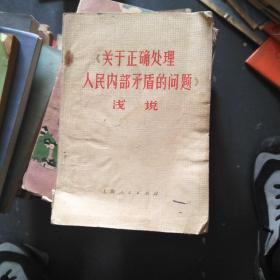 《关于正确处理
人民内部矛盾的问题》
浅说
上海人民出版社